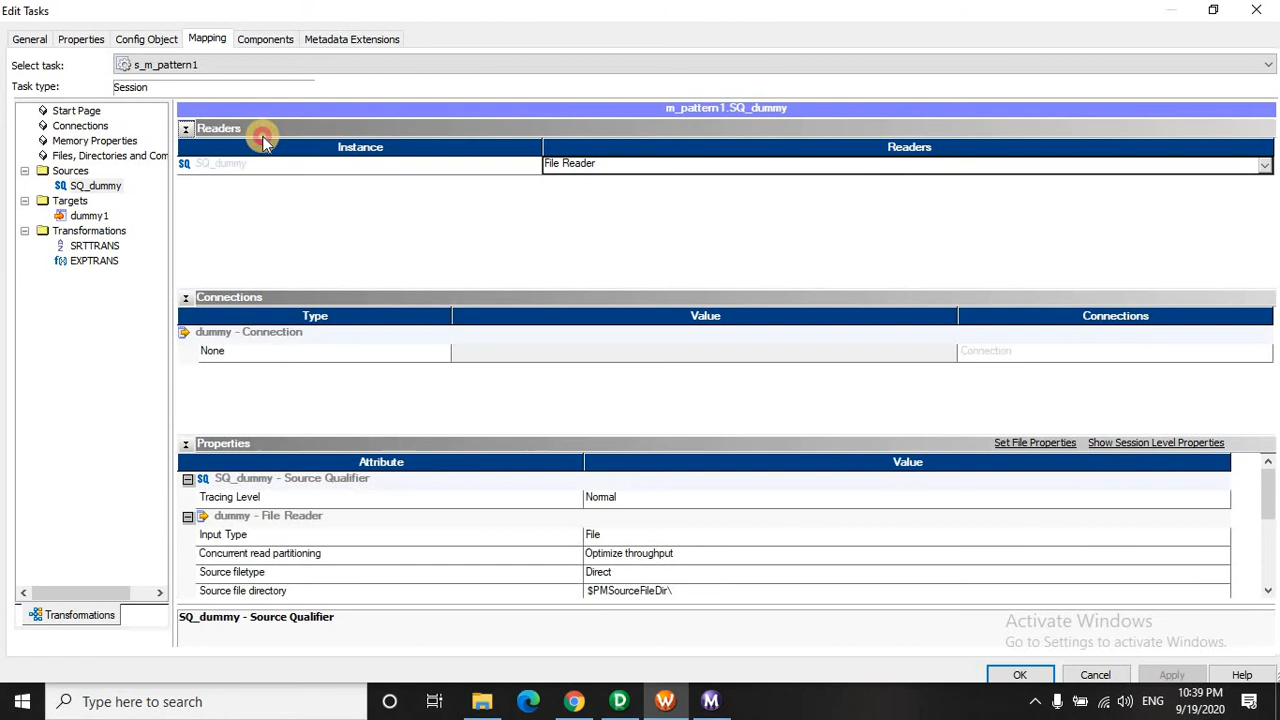 Edit Tasks
General Properties Config Object Mapping Components Metadata Extensions
Select task: s_m_pattern1
Task type: Session
Start Page
Connections
Memory Properties
Files, Directories and Com
Sources
SQ_dummy
Targets
dummy1
Transformations
SRTTRANS
EXPTRANS
Transformations
m_pattern1.SQ_dummy
Readers
Instance Readers
SQ_dummy File Reader
Connections
Type Value Connections
dummy - Connection
None Connection
Properties Set File Properties Show Session Level Properties
Attribute Value
SQ_dummy - Source Qualifier
Tracing Level Normal
dummy - File Reader
Input Type File
Concurrent read partitioning Optimize throughput
Source filetype Direct
Source file directory $PMSourceFileDir\
SQ_dummy - Source Qualifier
Activate Windows
Go to Settings to activate Windows.
OK Cancel Apply Help
Type here to search
ENG
10:39 PM
9/19/2020